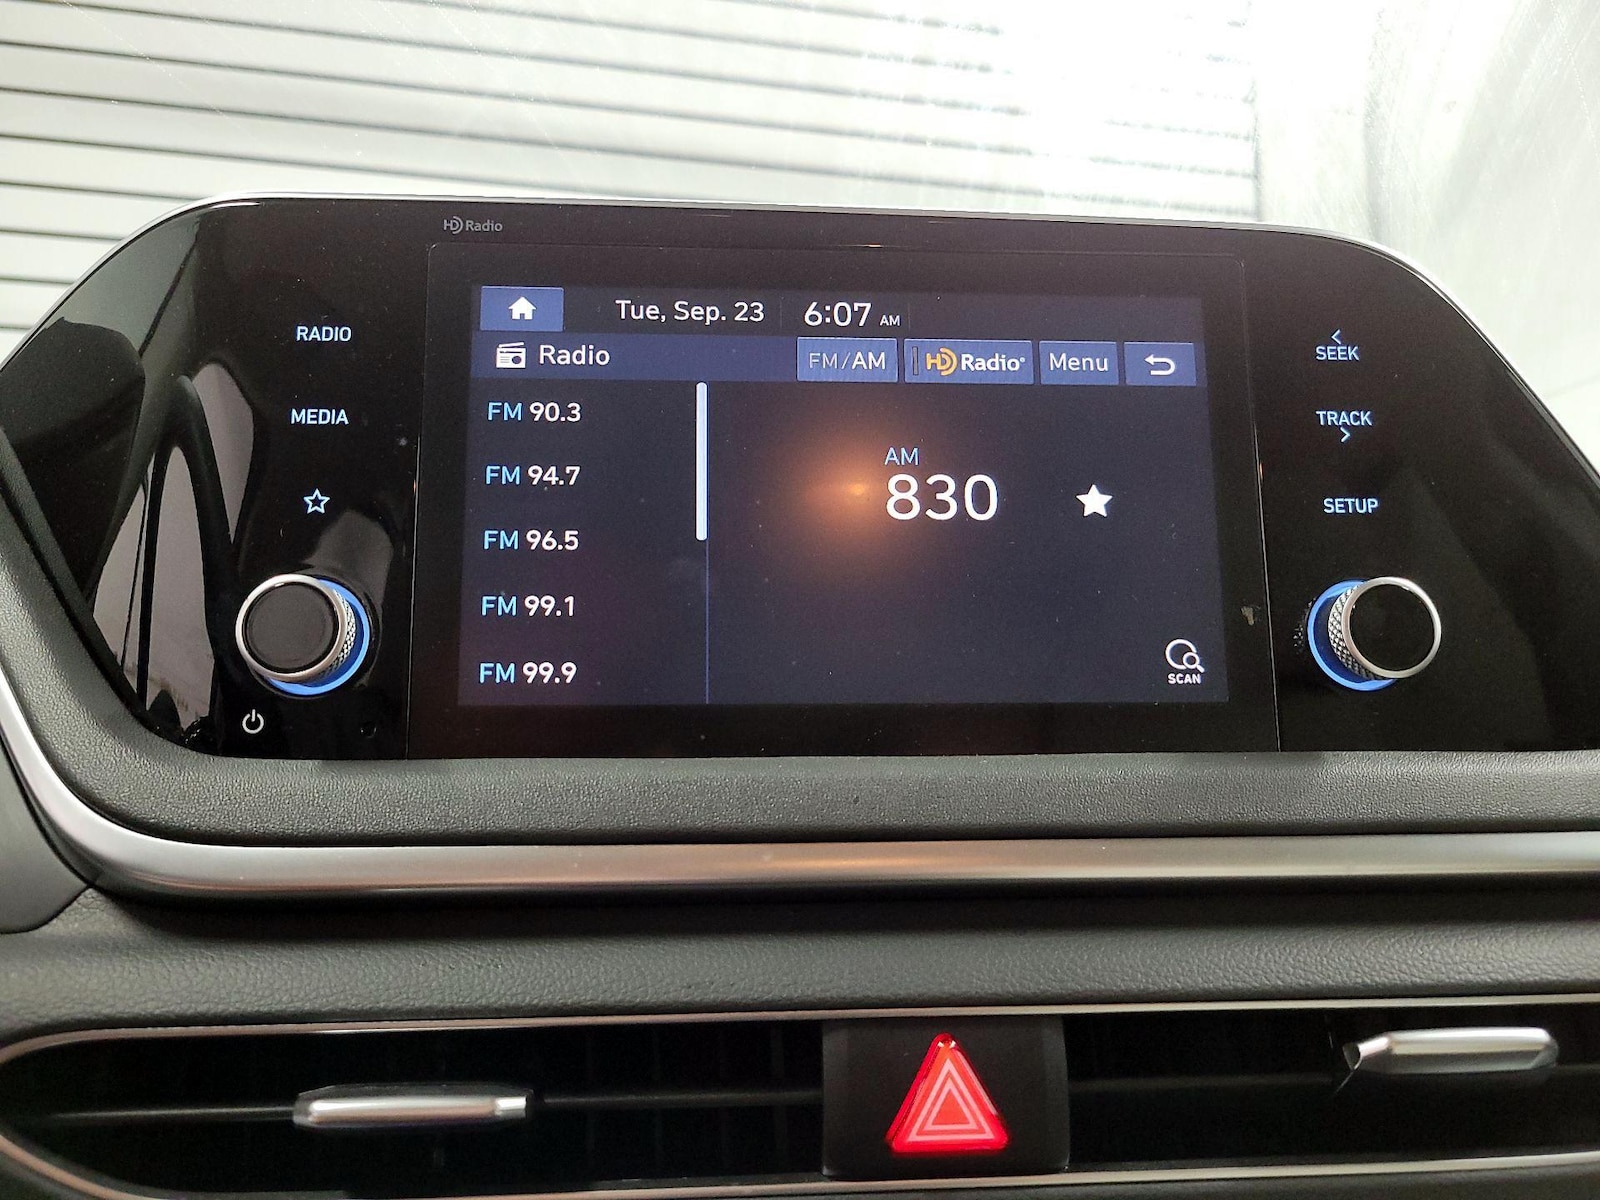 HD Radio
RADIO
MEDIA
Tue, Sep. 23 6:07 AM
Radio FM/AM HD Radio Menu
FM 90.3
FM 94.7
FM 96.5
FM 99.1
FM 99.9
AM
830
SCAN
< SEEK
TRACK >
SETUP